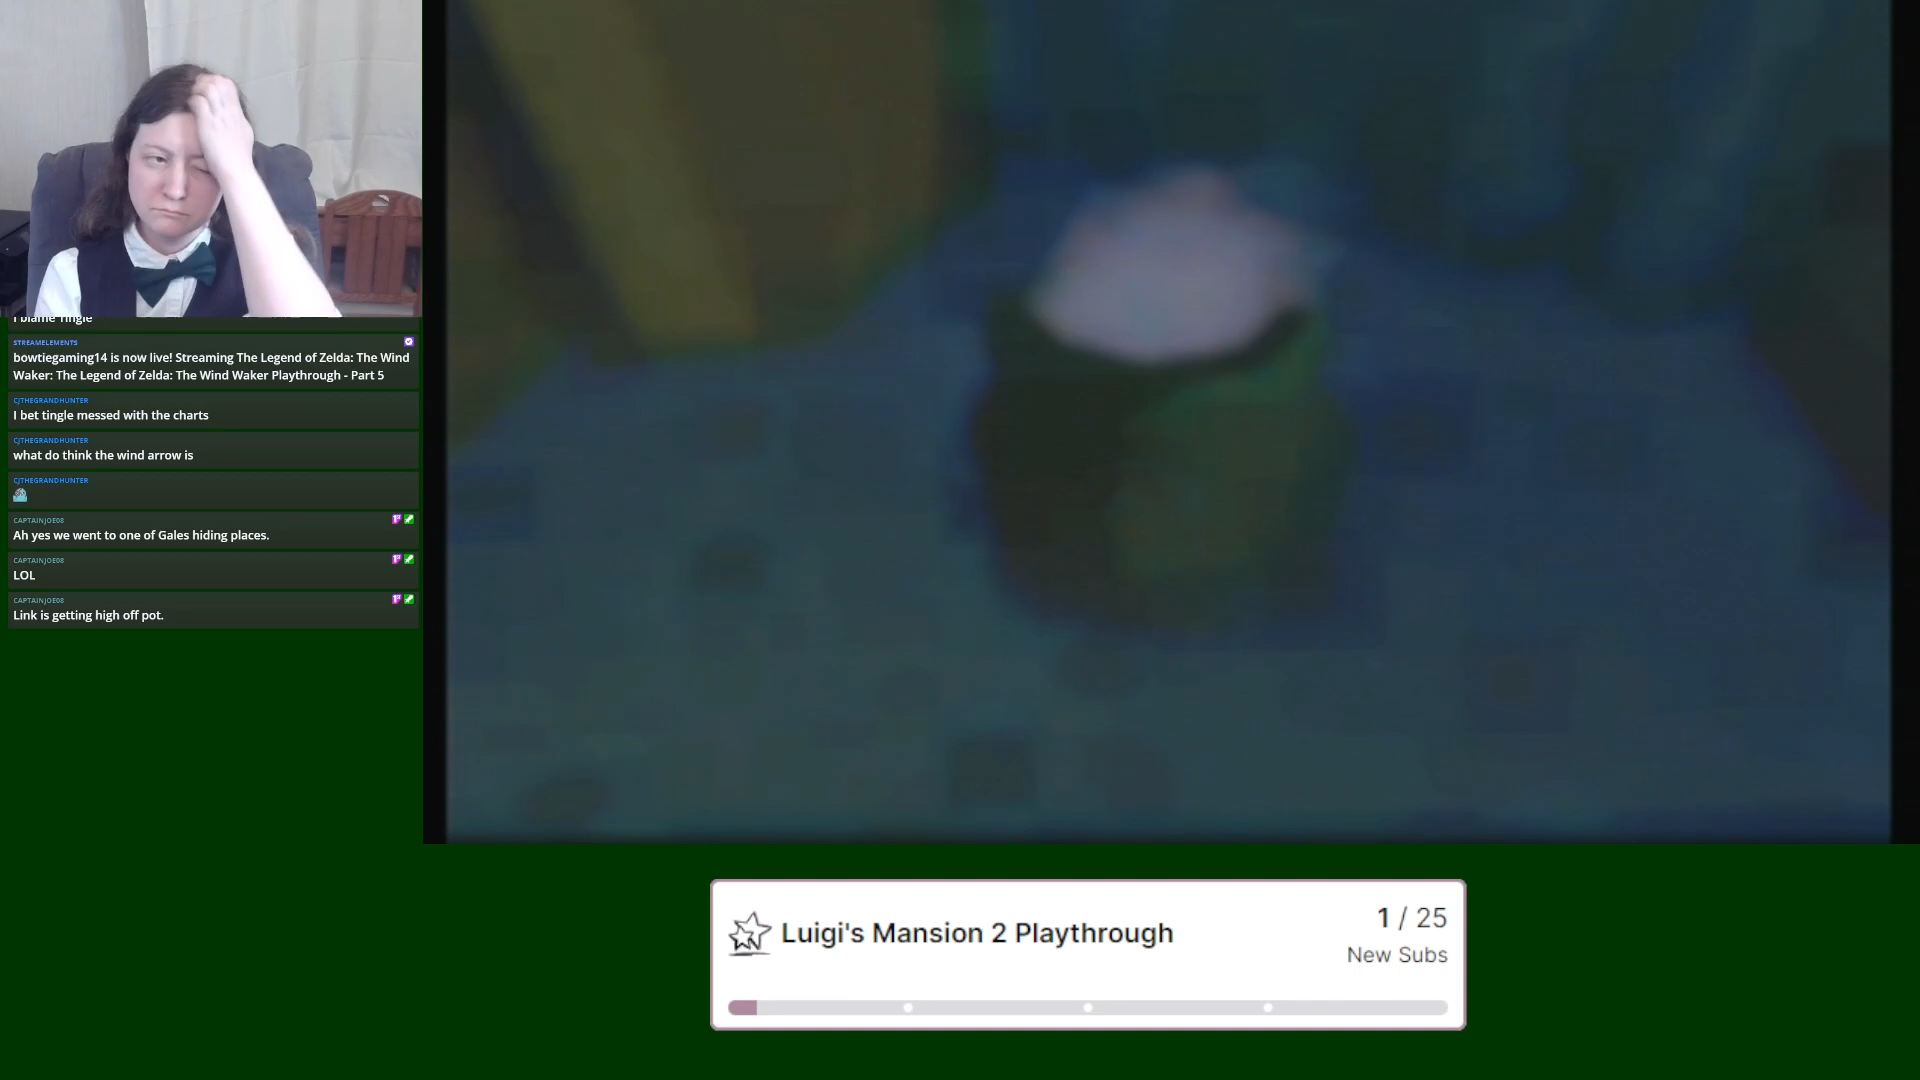 I blame Tingle
STREAMELEMENTS
bowtiegaming14 is now live! Streaming The Legend of Zelda: The Wind
Waker: The Legend of Zelda: The Wind Waker Playthrough - Part 5
CJTHEGRANDHUNTER
I bet tingle messed with the charts
CJTHEGRANDHUNTER
what do think the wind arrow is
CJTHEGRANDHUNTER
CAPTAINJOE08
Ah yes we went to one of Gales hiding places.
CAPTAINJOE08
LOL
CAPTAINJOE08
Link is getting high off pot.
Luigi's Mansion 2 Playthrough
1 / 25
New Subs